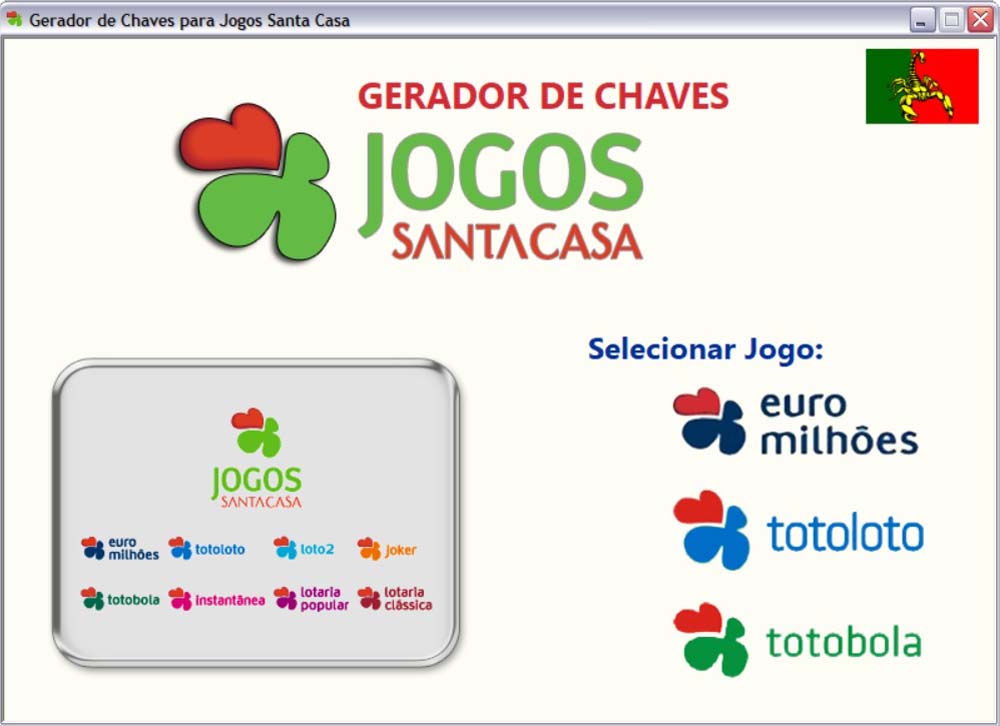 Gerador de Chaves para Jogos Santa Casa
GERADOR DE CHAVES
JOGOS
SANTACASA
Selecionar Jogo:
euro
milhões
totoloto
totobola
JOGOS
SANTACASA
euro
milhões
totoloto
loto2
joker
totobola
instantânea
lotaria
popular
lotaria
clássica